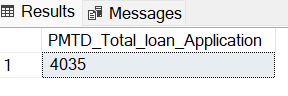 Results Messages
PMTD_Total_loan_Application
1 4035